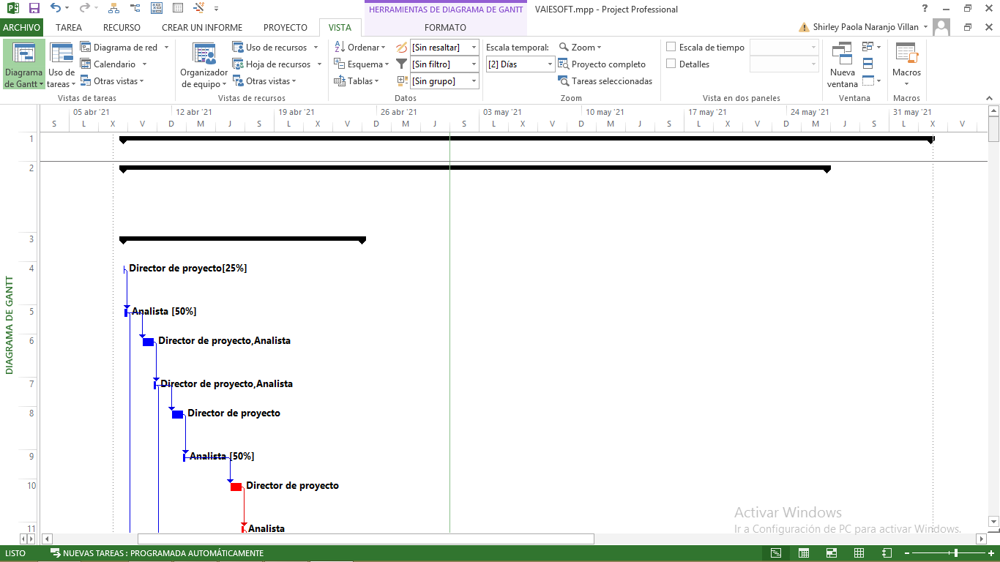 HERRAMIENTAS DE DIAGRAMA DE GANTT
VAIESOFT.mpp - Project Professional
ARCHIVO TAREA RECURSO CREAR UN INFORME PROYECTO VISTA FORMATO Shirley Paola Naranjo Villan
Diagrama de Gantt
Uso de tareas
Diagrama de red
Calendario
Otras vistas
Vistas de tareas
Organizador de equipo
Uso de recursos
Hoja de recursos
Otras vistas
Vistas de recursos
Ordenar
Esquema
Tablas
[Sin resaltar]
[Sin filtro]
[Sin grupo]
Datos
Escala temporal:
[2] Días
Zoom
Proyecto completo
Tareas seleccionadas
Zoom
Escala de tiempo
Detalles
Vista en dos paneles
Nueva ventana
Ventana
Macros
Macros
05 abr '21 12 abr '21 19 abr '21 26 abr '21 03 may '21 10 may '21 17 may '21 24 may '21 31 may '21
S L X V D M J S L X V D M J S L X V D M J S L X V D M J S L X V
1
2
3
4 Director de proyecto[25%]
5 Analista [50%]
6 Director de proyecto,Analista
7 Director de proyecto,Analista
8 Director de proyecto
9 Analista [50%]
10 Director de proyecto
11 Analista
DIAGRAMA DE GANTT
Activar Windows
Ir a Configuración de PC para activar Windows.
LISTO NUEVAS TAREAS : PROGRAMADA AUTOMÁTICAMENTE